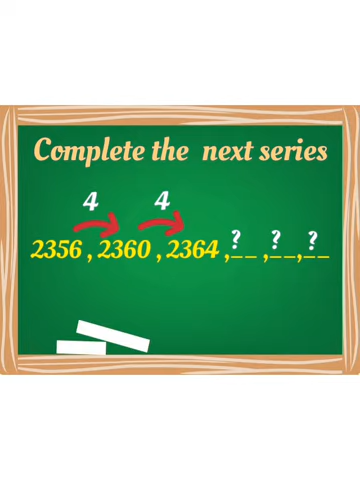 Complete the next series
4 4
2356 , 2360 , 2364 ,?__ ,?__,?__